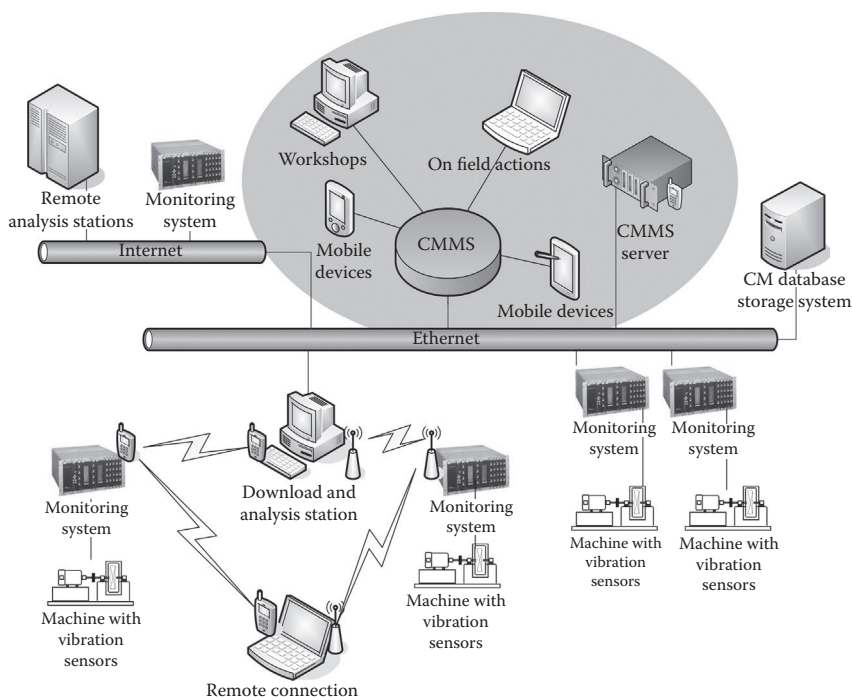 Workshops
On field actions
Remote
analysis stations
Monitoring
system
Mobile
devices
CMMS
CMMS
server
Internet
Mobile devices
CM database
storage system
Ethernet
Monitoring
system
Monitoring
system
Download and
analysis station
Monitoring
system
Monitoring
system
Machine with
vibration
sensors
Machine with
vibration
sensors
Machine with
vibration
sensors
Machine with
vibration
sensors
Remote connection